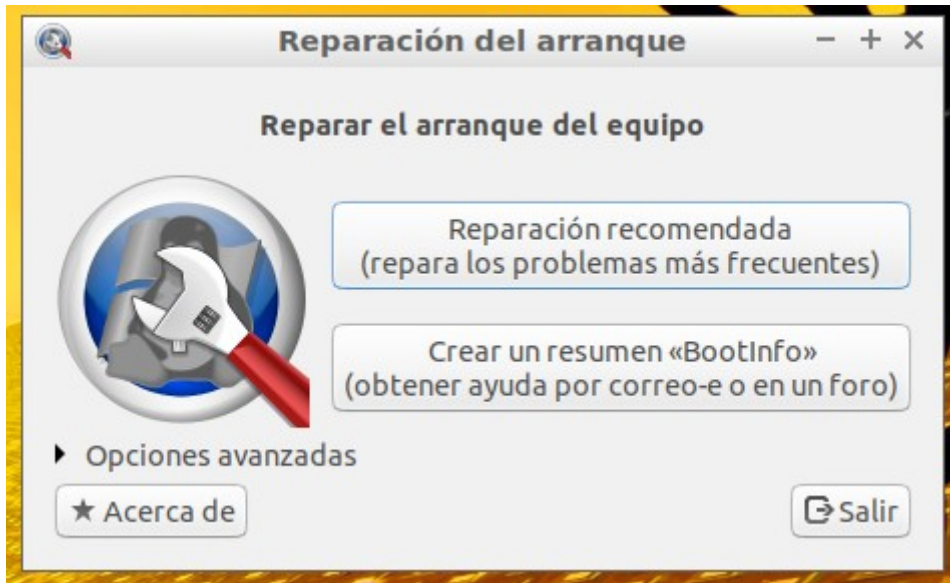 Reparación del arranque
Reparar el arranque del equipo
Reparación recomendada
(repara los problemas más frecuentes)
Crear un resumen «BootInfo»
(obtener ayuda por correo-e o en un foro)
Opciones avanzadas
Acerca de
Salir